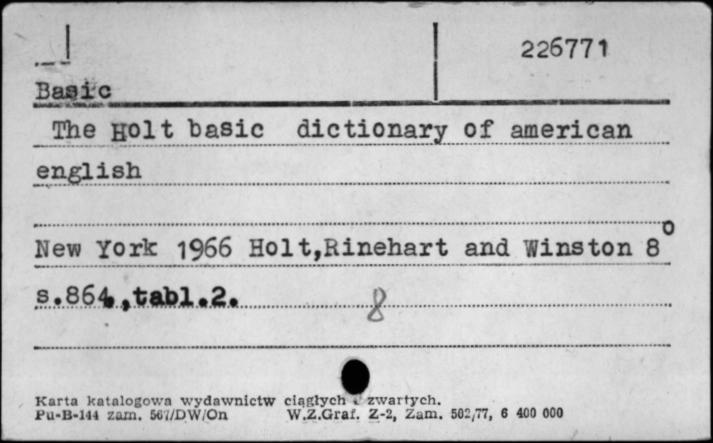 226771
Basic
The Holt basic dictionary of american
english
New York 1966 Holt,Rinehart and Winston 8°
s.864.,tabl.2.
8
Karta katalogowa wydawnictw ciągłych i zwartych.
Pu-B-144 zam. 567/DW/On W.Z.Graf. Z-2, Zam. 502/77, 6 400 000